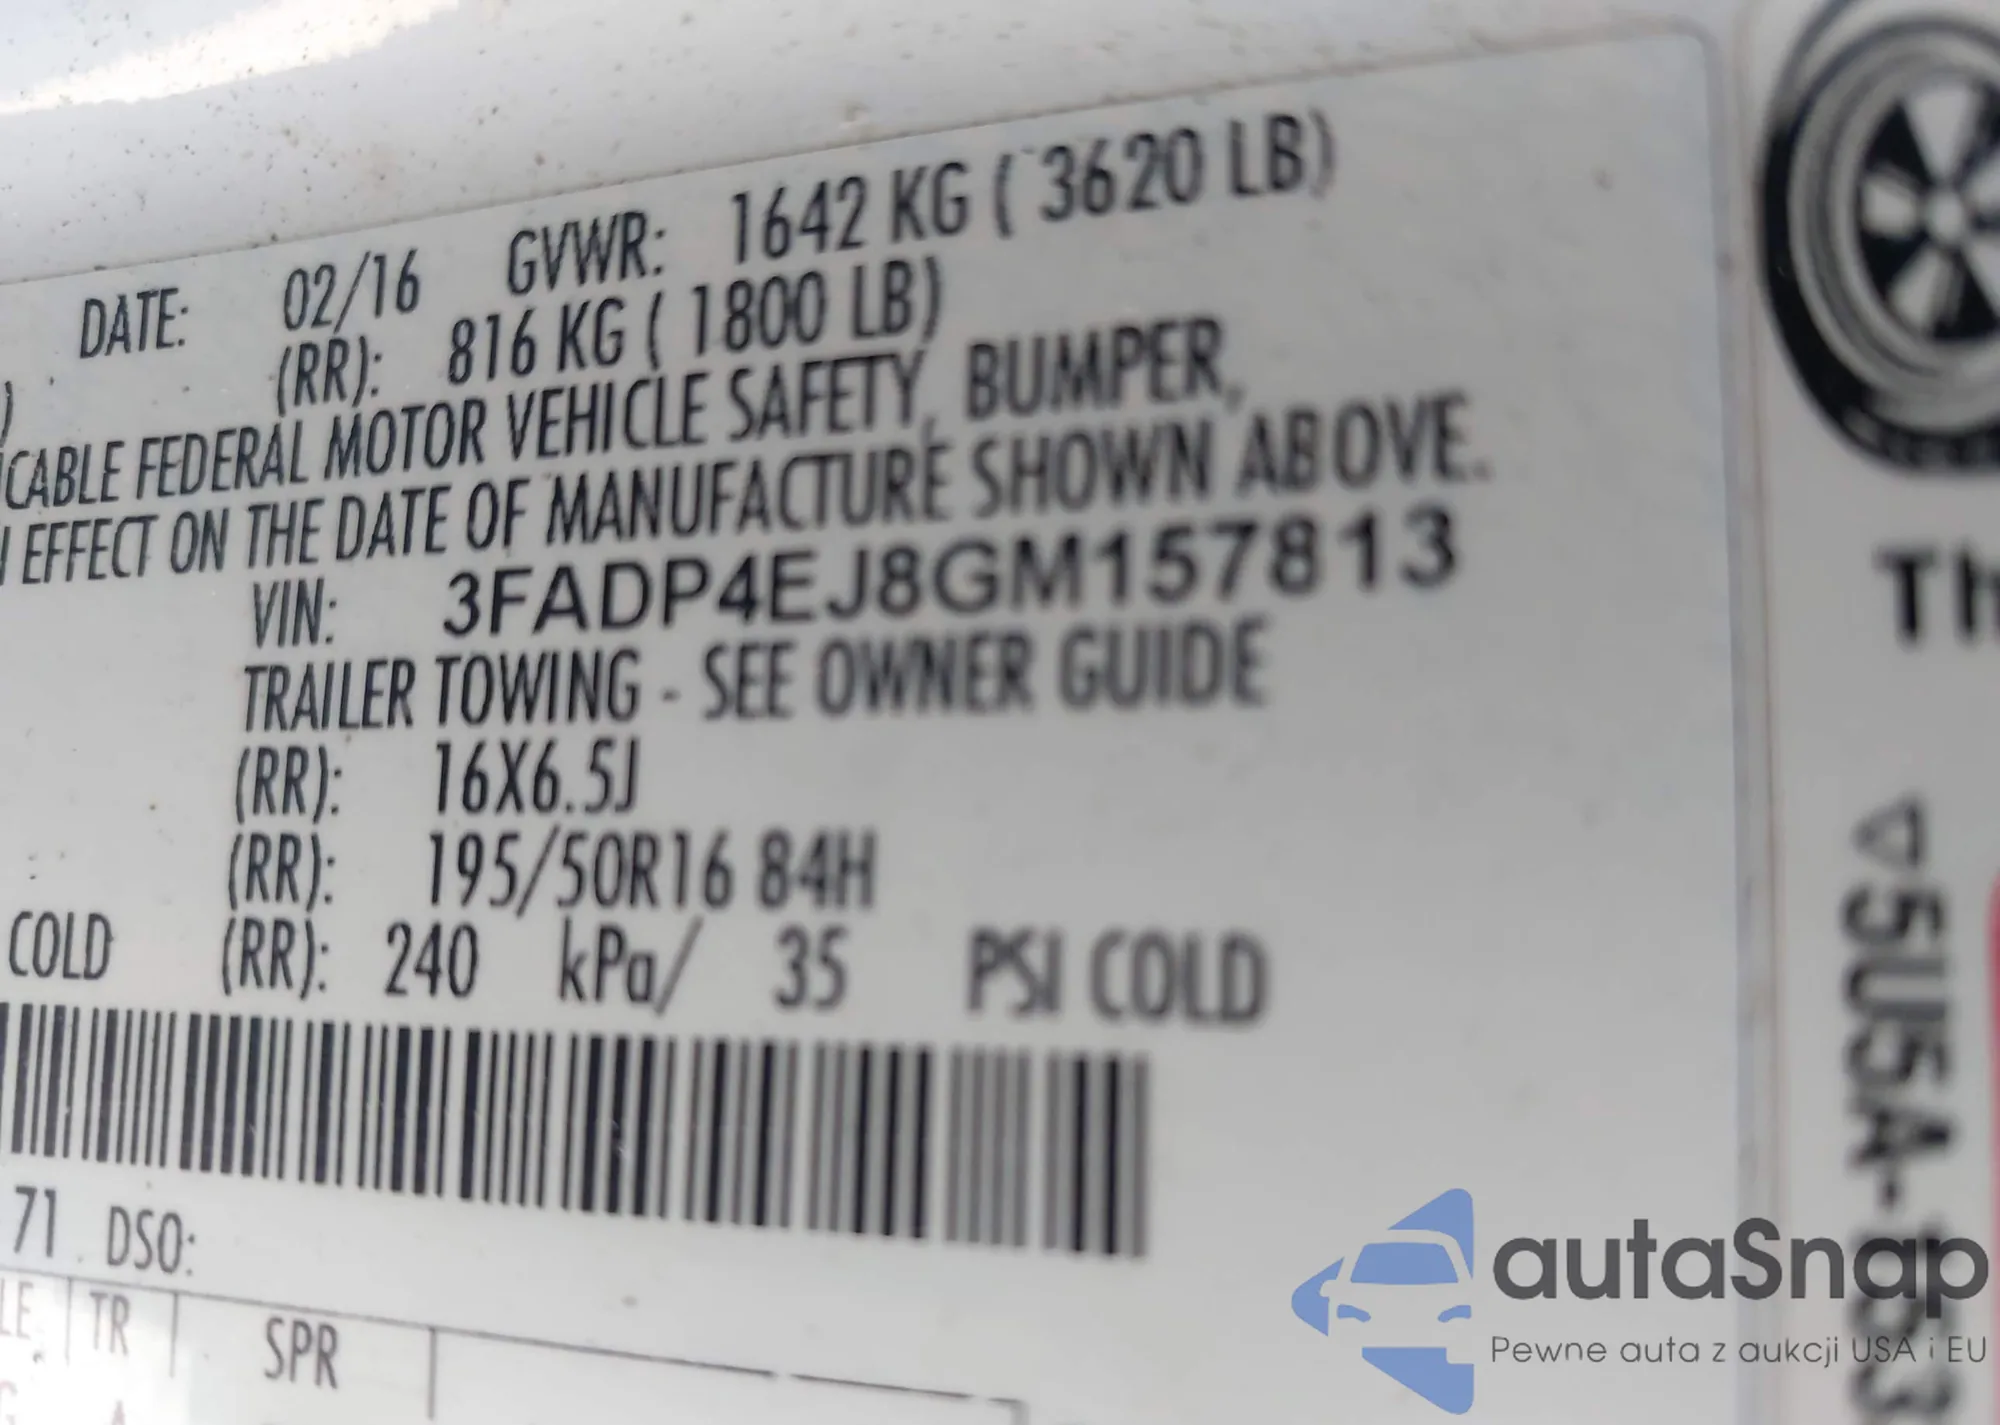 DATE: 02/16 GVWR: 1642 KG ( 3620 LB)
) (RR): 816 KG ( 1800 LB)
ICABLE FEDERAL MOTOR VEHICLE SAFETY, BUMPER,
N EFFECT ON THE DATE OF MANUFACTURE SHOWN ABOVE.
VIN: 3FADP4EJ8GM157813
TRAILER TOWING - SEE OWNER GUIDE
(RR): 16X6.5J
(RR): 195/50R16 84H
COLD (RR): 240 kPa/ 35 PSI COLD
71 DSO:
LE TR SPR
Th
autaSnap
Pewne auta z aukcji USA i EU